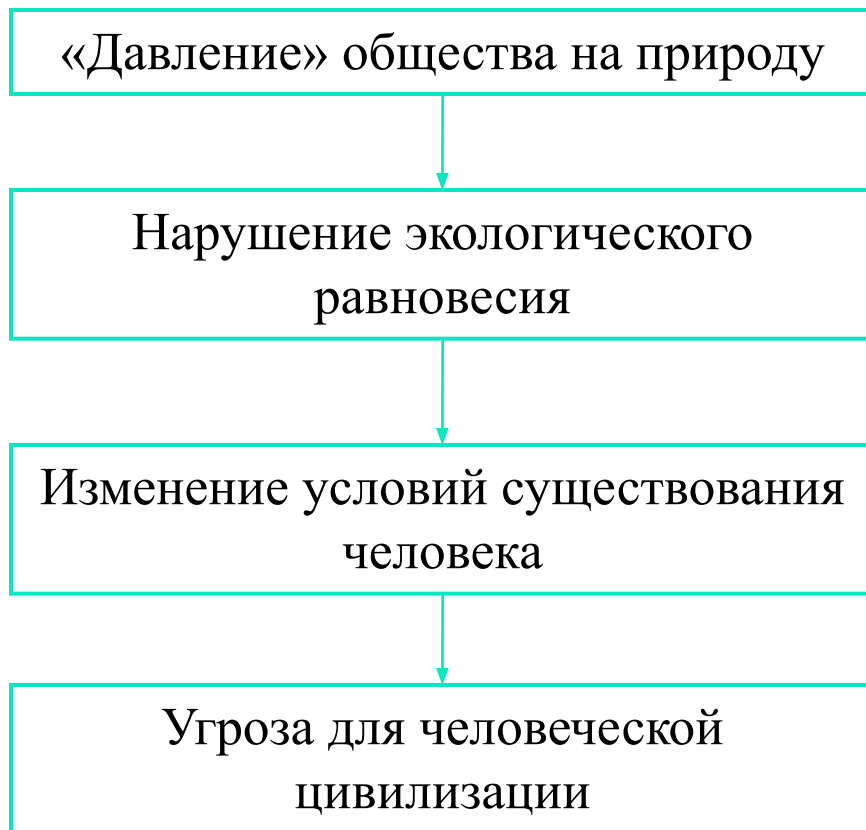 «Давление» общества на природу
Нарушение экологического
равновесия
Изменение условий существования
человека
Угроза для человеческой
цивилизации